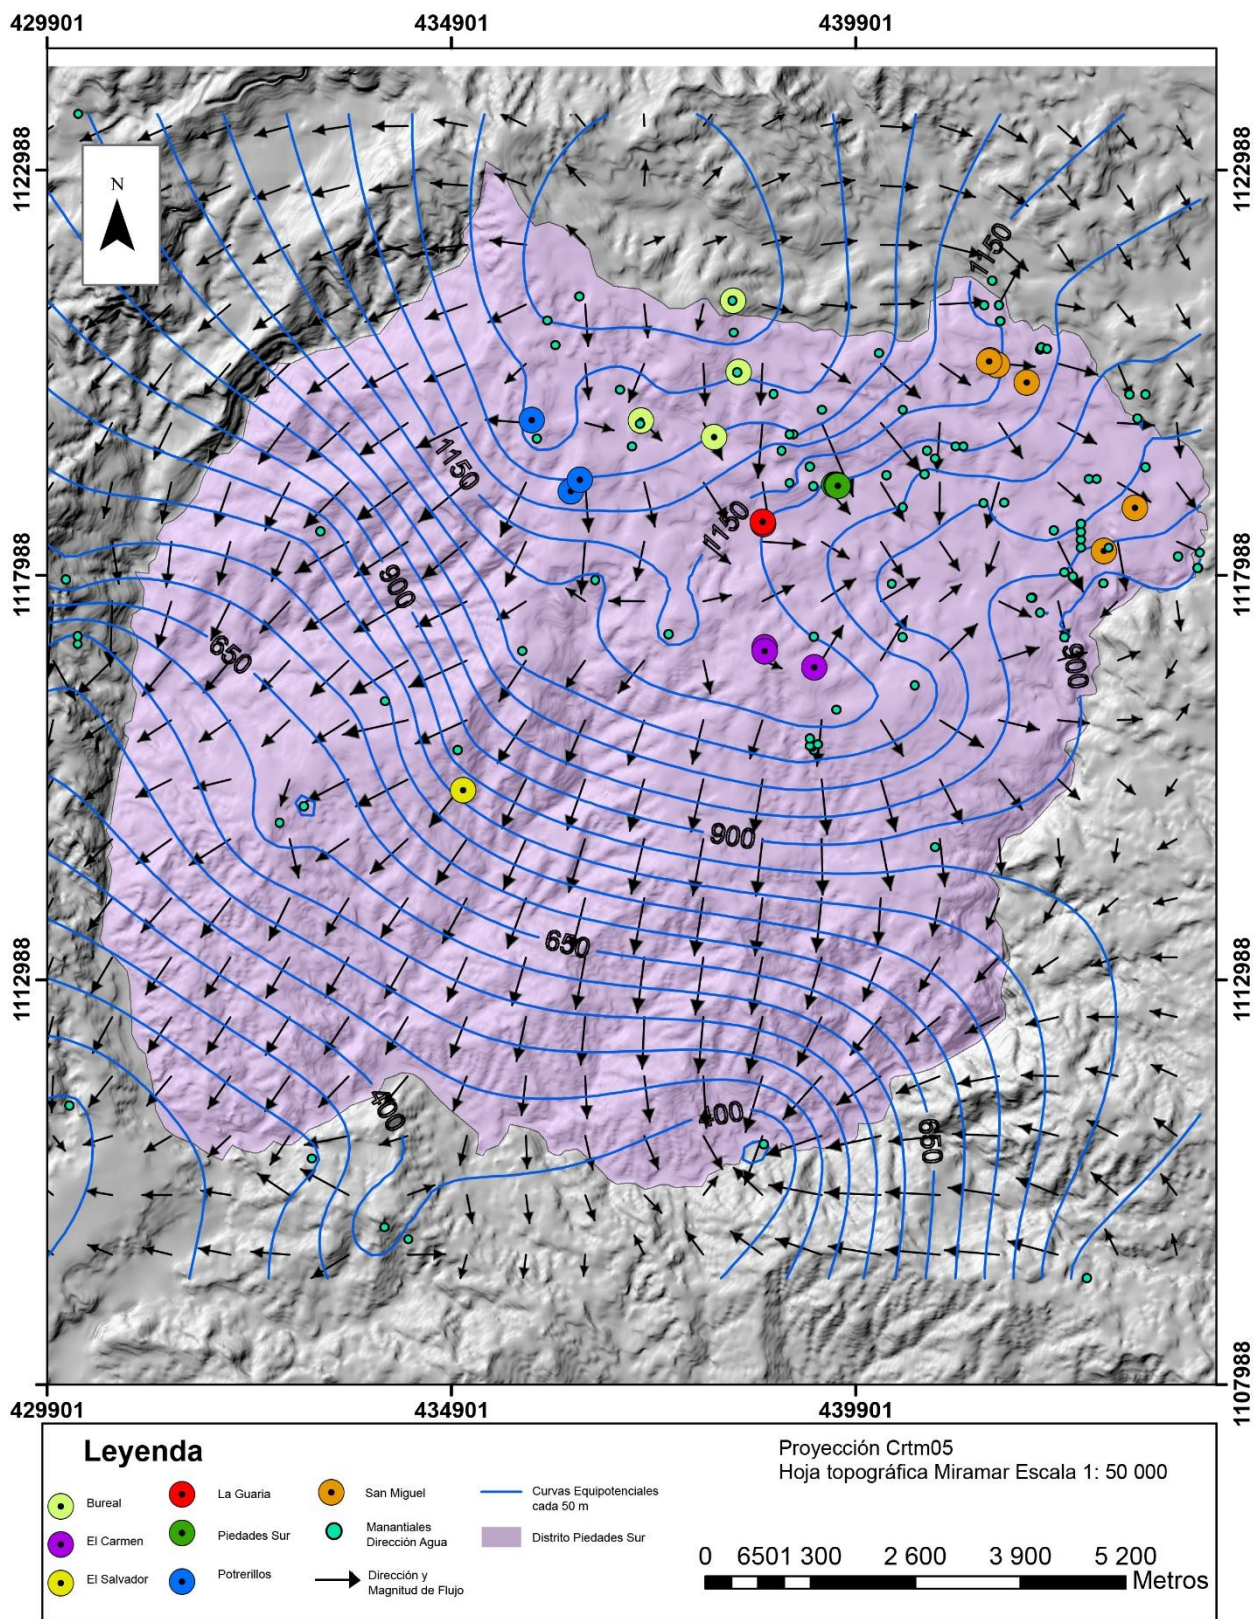 429901 434901 439901
1122988 1122988
1150
1150
1150
1117988 1117988
900
650
900
900
650
1112988 1112988
400 400
650
1107988 1107988
429901 434901 439901
N
Leyenda
Bureal
El Carmen
El Salvador
La Guaria
Piedades Sur
Potrerillos
San Miguel
Manantiales
Dirección Agua
Dirección y
Magnitud de Flujo
Curvas Equipotenciales
cada 50 m
Distrito Piedades Sur
Proyección Crtm05
Hoja topográfica Miramar Escala 1: 50 000
0 6501 300 2 600 3 900 5 200
Metros